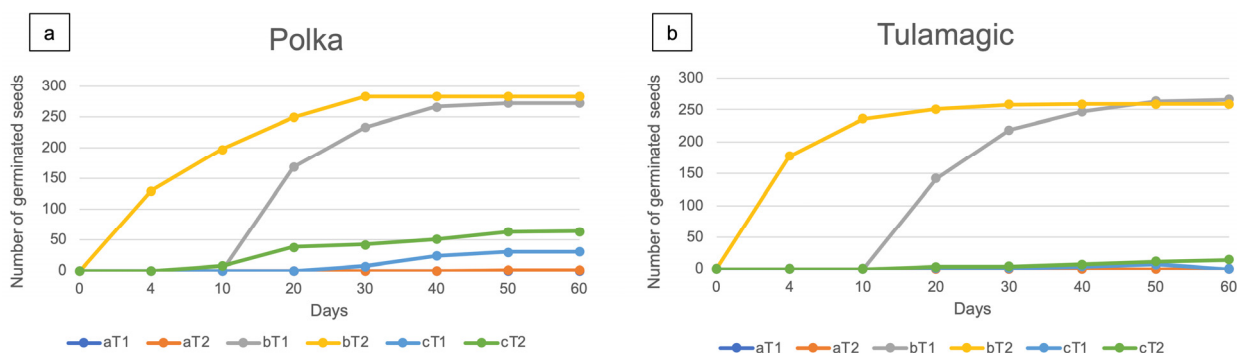 a
Polka
Number of germinated seeds
300
250
200
150
100
50
0
0 4 10 20 30 40 50 60
Days
aT1 aT2 bT1 bT2 cT1 cT2
b
Tulamagic
Number of germinated seeds
300
250
200
150
100
50
0
0 4 10 20 30 40 50 60
Days
aT1 aT2 bT1 bT2 cT1 cT2